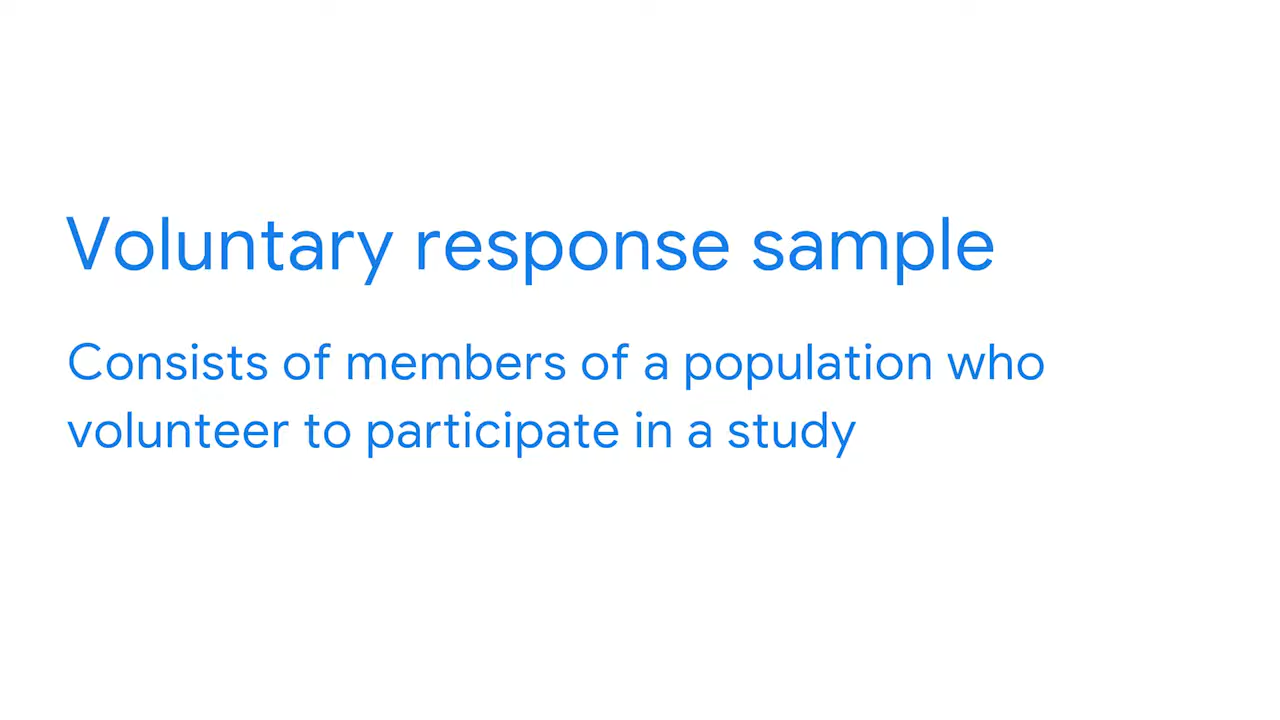 Voluntary response sample
Consists of members of a population who
volunteer to participate in a study